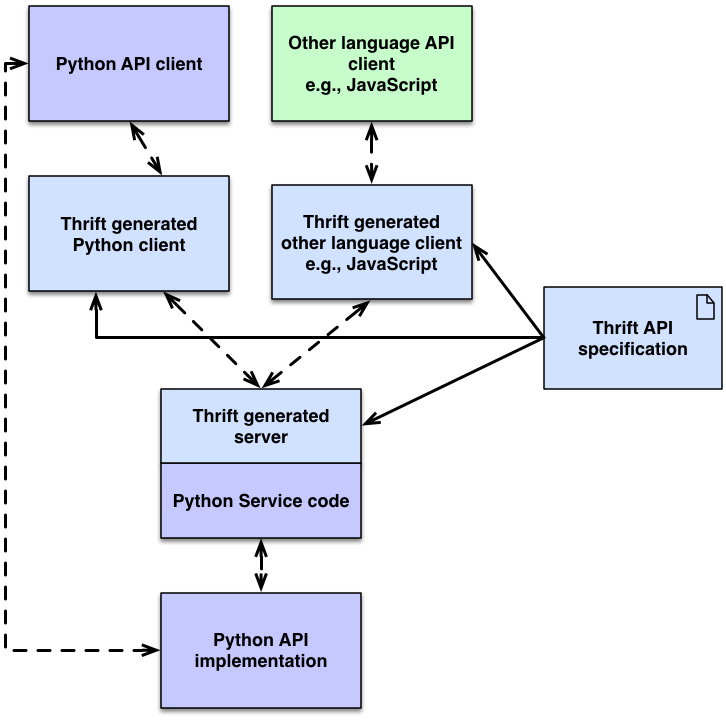 Python API client
Other language API
client
e.g., JavaScript
Thrift generated
Python client
Thrift generated
other language client
e.g., JavaScript
Thrift API
specification
Thrift generated
server
Python Service code
Python API
implementation